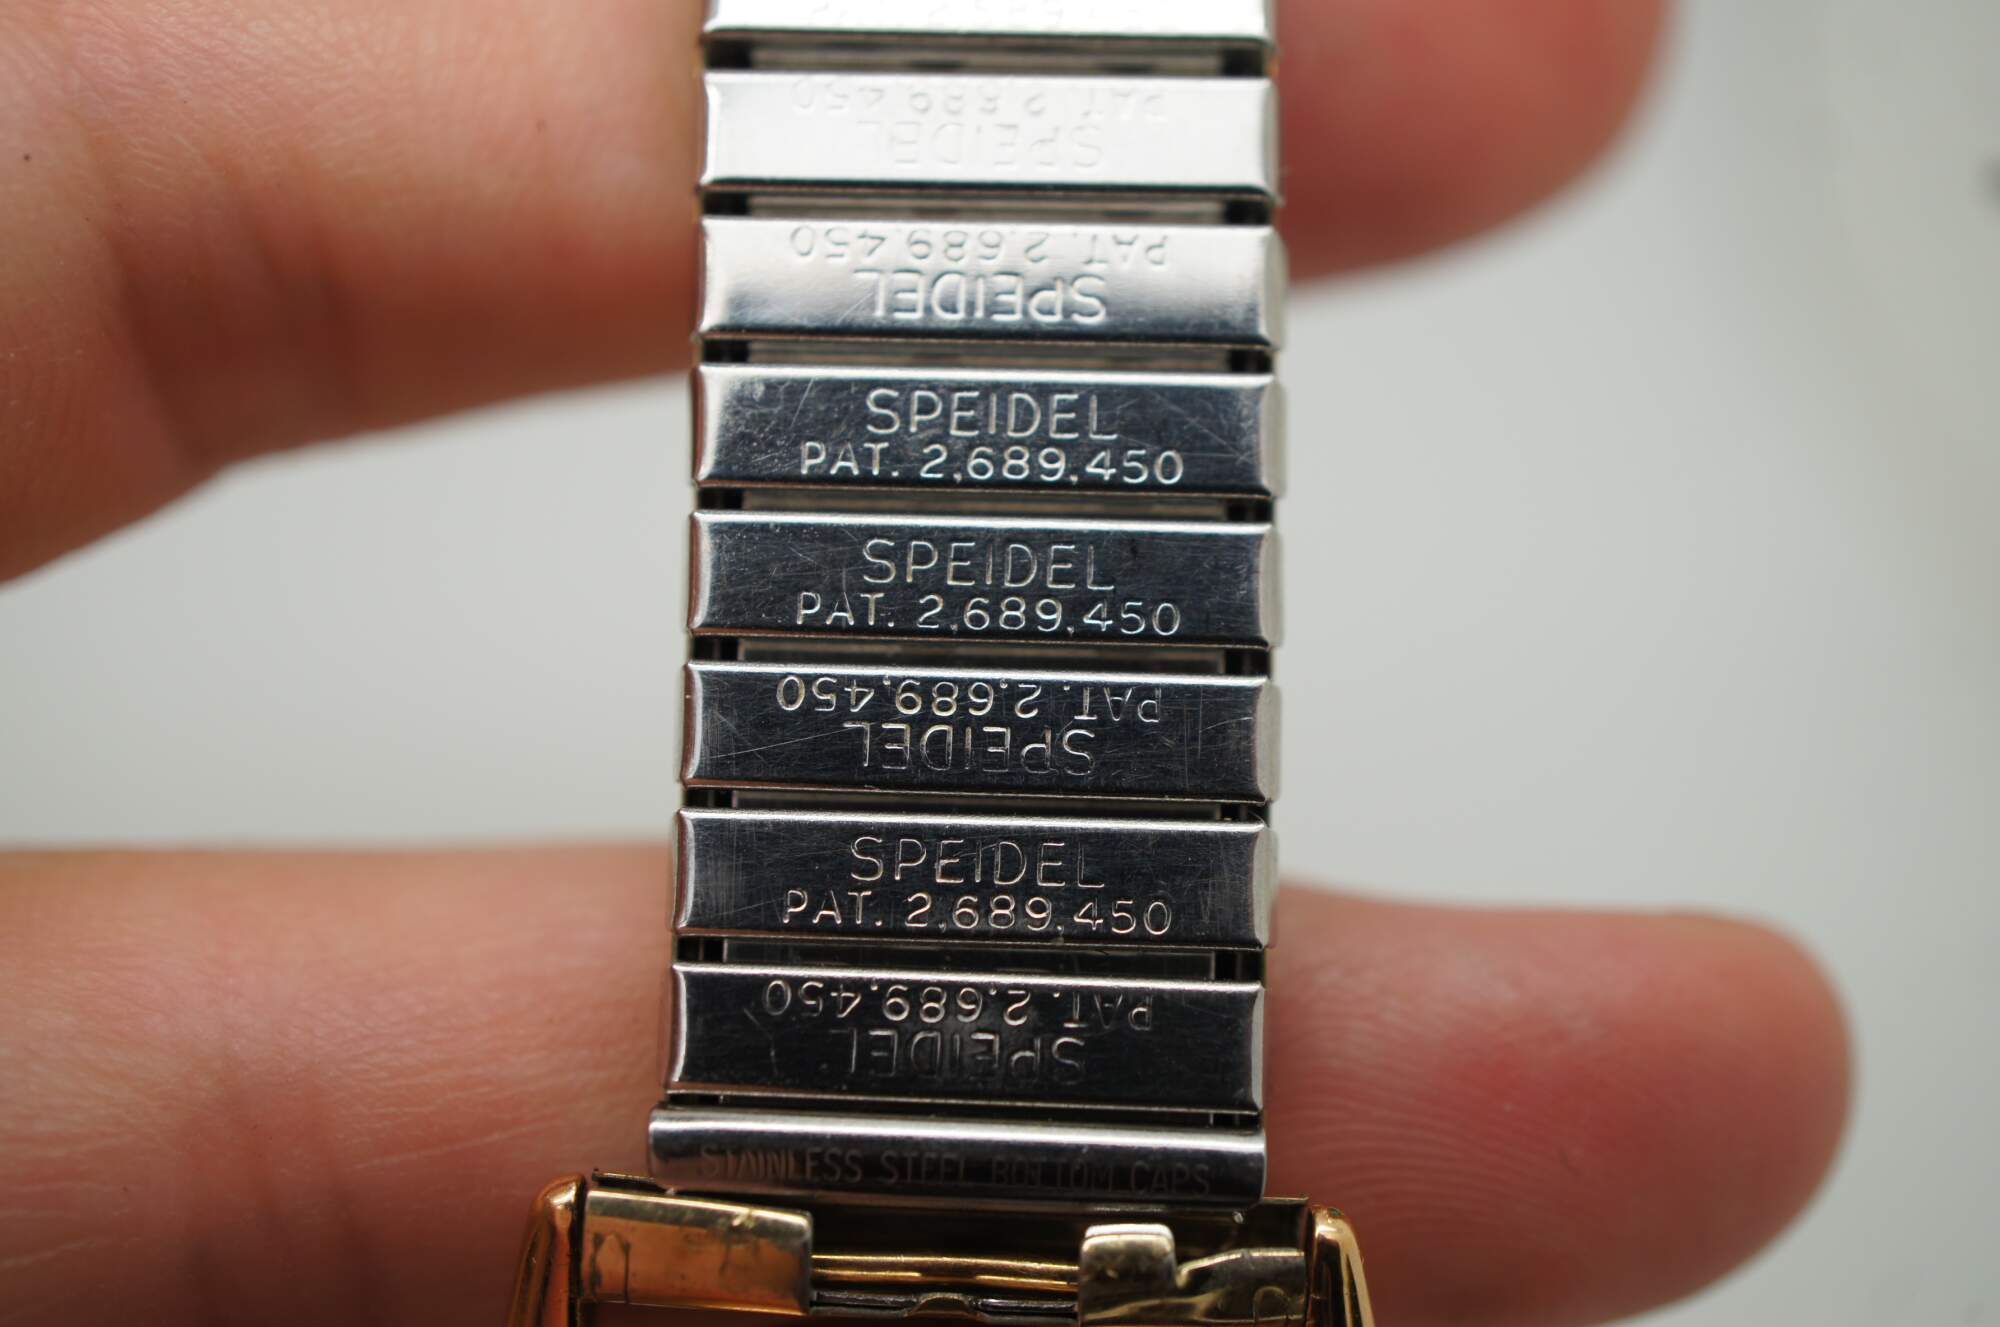 PAT. 2,689,450
SPEIDEL
PAT. 2,689,450
SPEIDEL
SPEIDEL
PAT. 2,689,450
SPEIDEL
PAT. 2,689,450
PAT. 2,689,450
SPEIDEL
SPEIDEL
PAT. 2,689,450
PAT. 2,689,450
SPEIDEL
STAINLESS STEEL BOTTOM CAPS